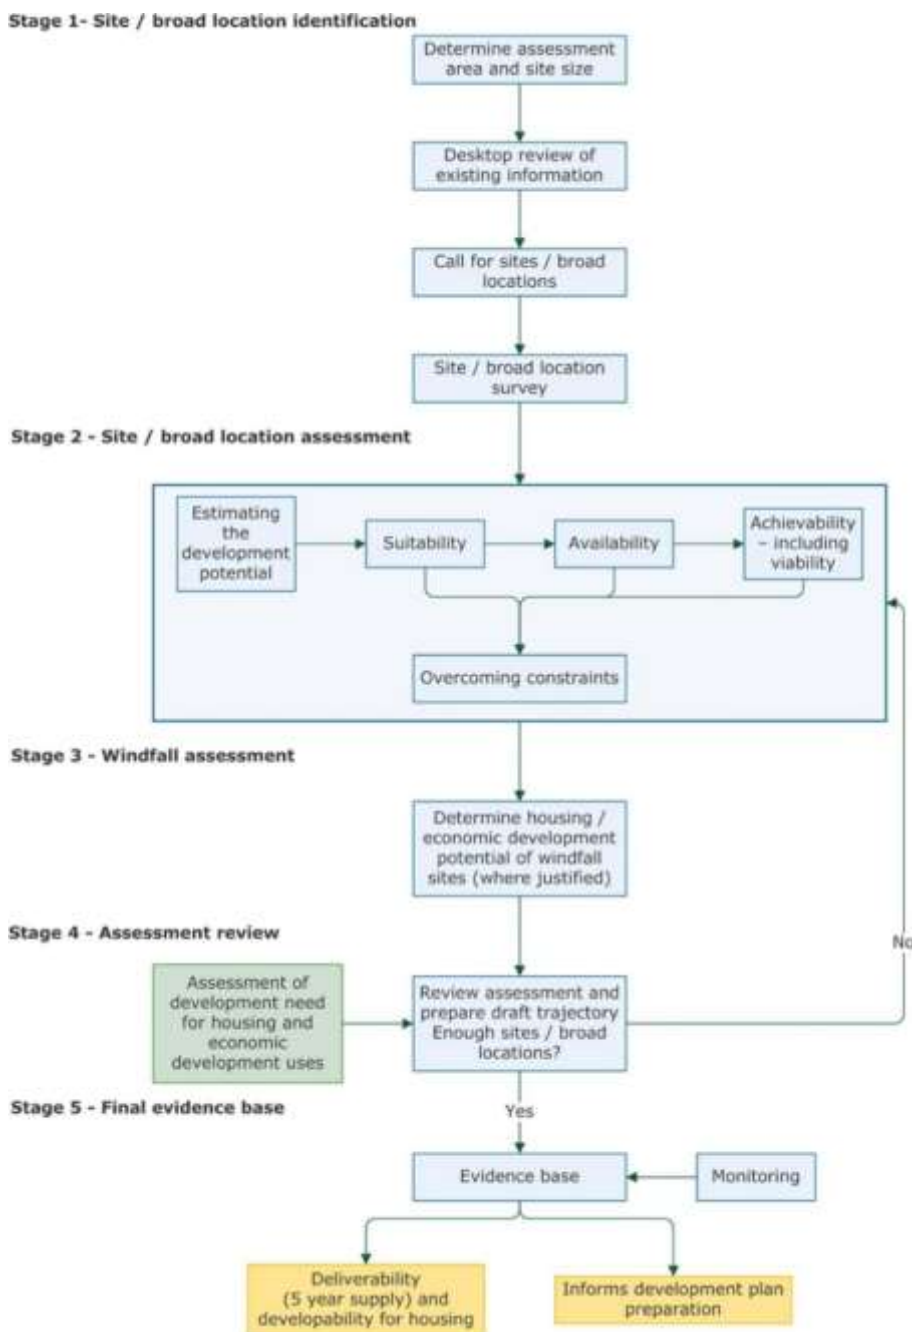 Stage 1- Site / broad location identification
Determine assessment
area and site size
Desktop review of
existing information
Call for sites / broad
locations
Site / broad location
survey
Stage 2 - Site / broad location assessment
Estimating
the
development
potential
Suitability
Availability
Achievability
– including
viability
Overcoming constraints
Stage 3 - Windfall assessment
Determine housing /
economic development
potential of windfall
sites (where justified)
Stage 4 - Assessment review
No
Assessment of
development need
for housing and
economic
development uses
Review assessment and
prepare draft trajectory
Enough sites / broad
locations?
Stage 5 - Final evidence base
Yes
Evidence base
Monitoring
Deliverability
(5 year supply) and
developability for housing
Informs development plan
preparation